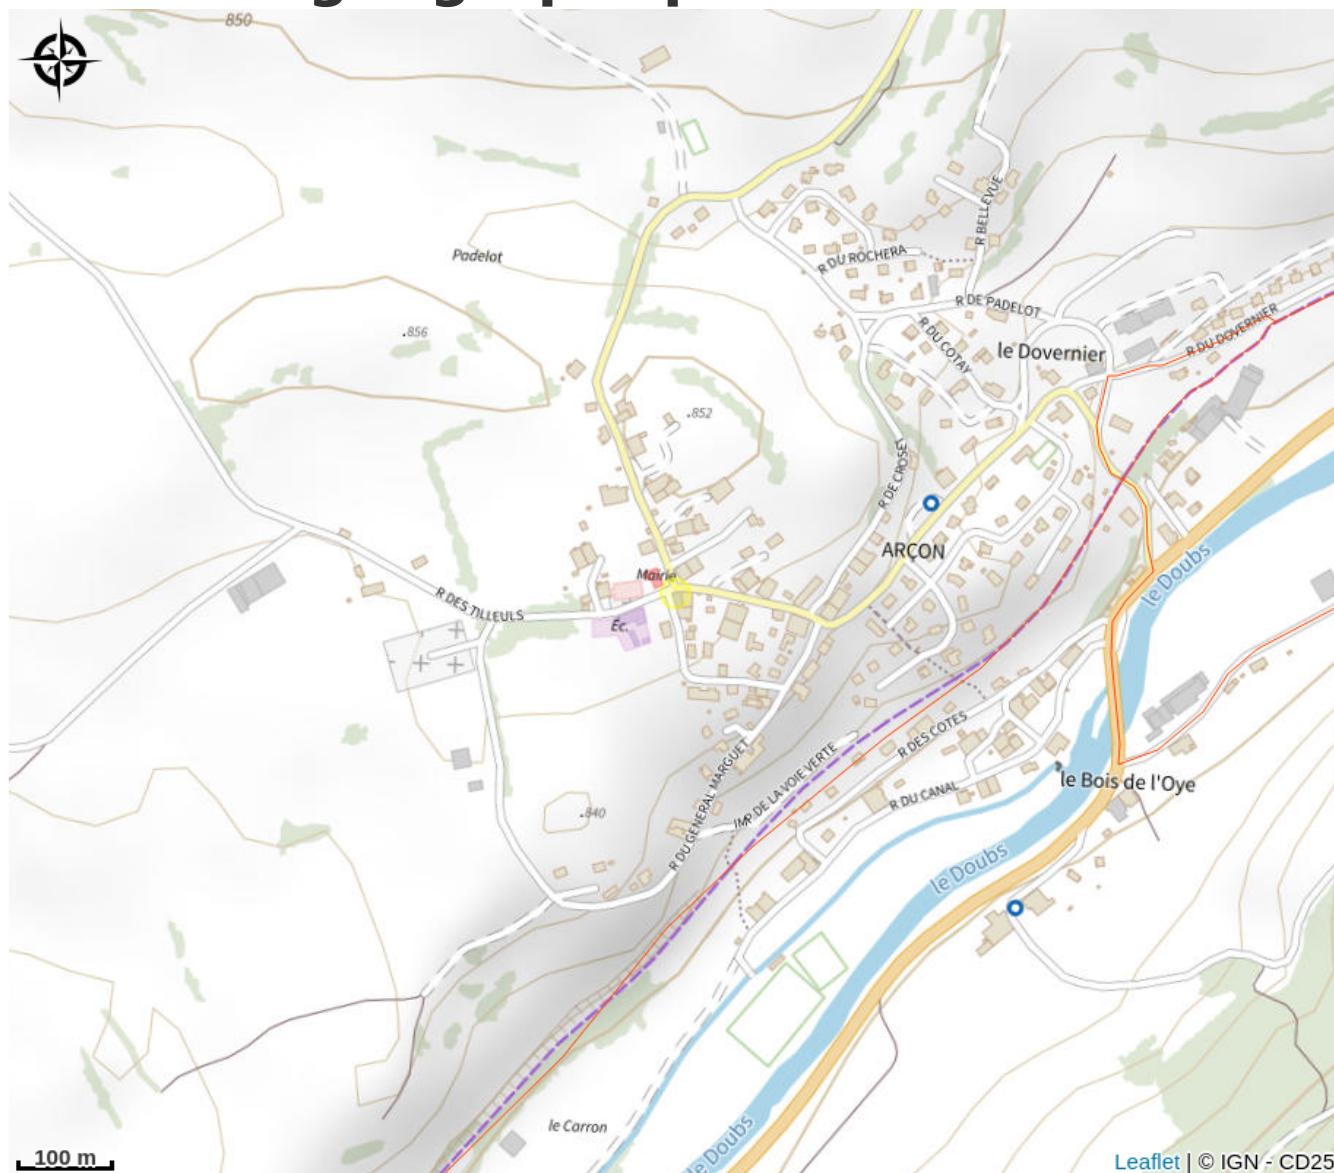 850
Padelot
.856
.852
R BELLEVUE
R DU ROCHERA
R DE PADELOT
R DU COTAY
le Dovernier
R DU DOVERNIER
R DE CROSET
ARÇON
Mairie
R DES TILLEULS
Éc.
le Doubs
R DES COTES
IMP DE LA VOIE VERTE
R DU GENERAL MARGUET
R DU CANAL
le Bois de l'Oye
.840
le Doubs
le Carron
le Doubs
100 m
Leaflet | © IGN - CD25